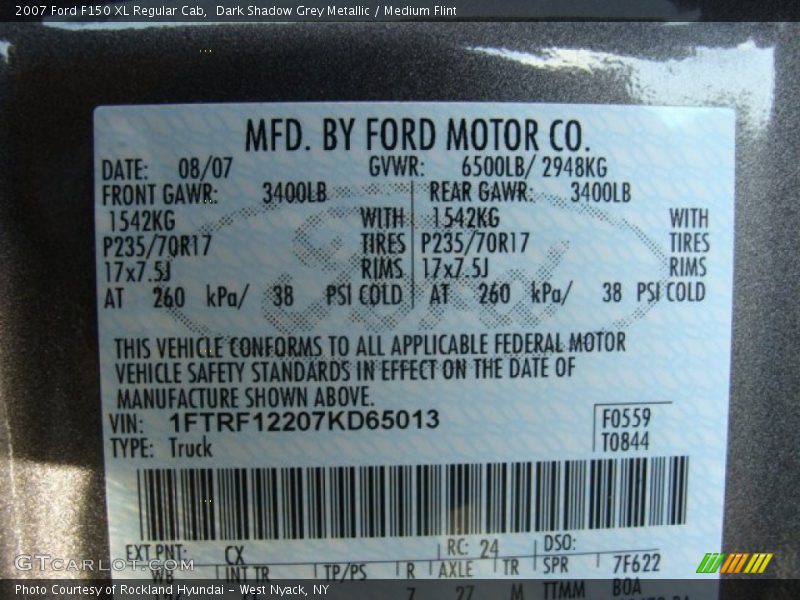 2007 Ford F150 XL Regular Cab, Dark Shadow Grey Metallic / Medium Flint
MFD. BY FORD MOTOR CO.
DATE: 08/07 GVWR: 6500LB/ 2948KG
FRONT GAWR: 3400LB REAR GAWR: 3400LB
1542KG WITH 1542KG WITH
P235/70R17 TIRES P235/70R17 TIRES
17x7.5J RIMS 17x7.5J RIMS
AT 260 kPa/ 38 PSI COLD AT 260 kPa/ 38 PSI COLD
Ford
THIS VEHICLE CONFORMS TO ALL APPLICABLE FEDERAL MOTOR
VEHICLE SAFETY STANDARDS IN EFFECT ON THE DATE OF
MANUFACTURE SHOWN ABOVE.
VIN: 1FTRF12207KD65013 F0559
TYPE: Truck T0844
EXT PNT: CX RC: 24 DSO:
WB INT TR TP/PS R AXLE TR SPR 7F622
7 27 M TTMM BOA
GTCarLot.com
Photo Courtesy of Rockland Hyundai - West Nyack, NY